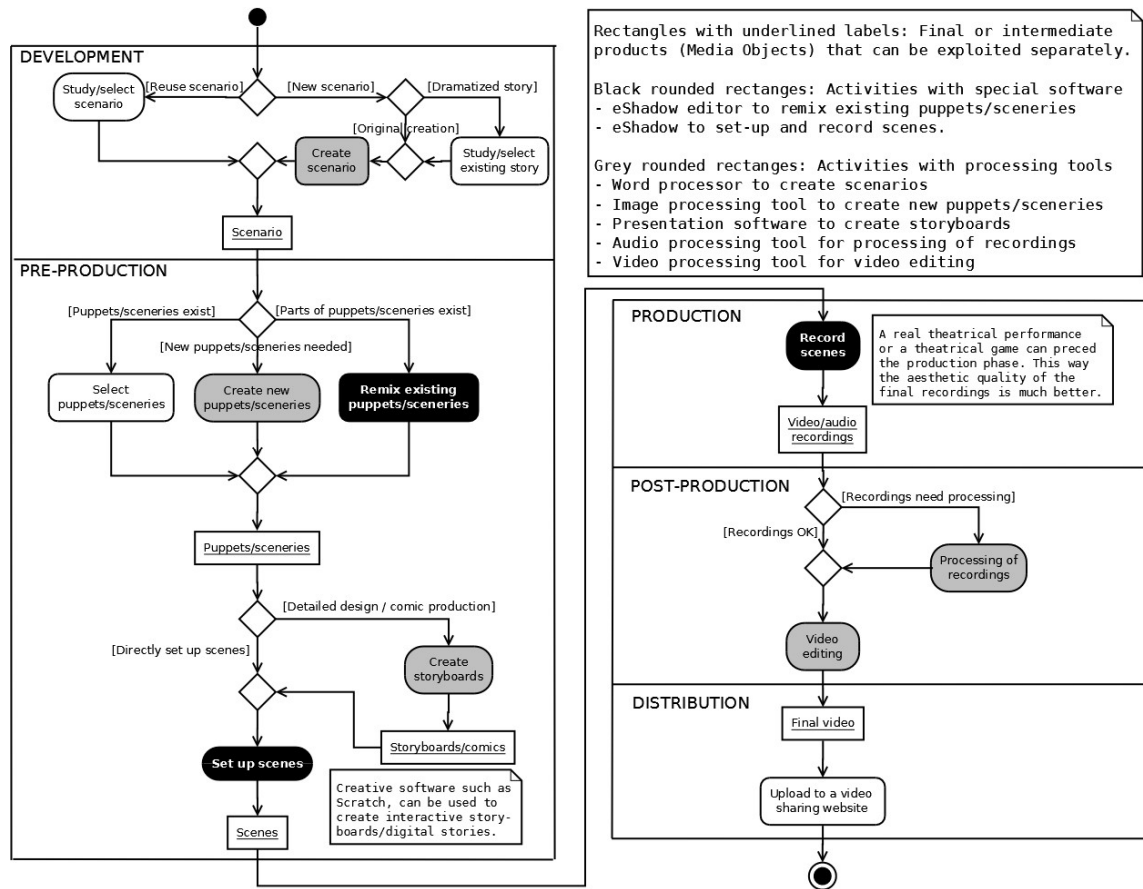 DEVELOPMENT
[Reuse scenario]
[New scenario]
[Dramatized story]
Study/select
scenario
[Original creation]
Create
scenario
Study/select
existing story
Scenario
PRE-PRODUCTION
[Puppets/sceneries exist]
[Parts of puppets/sceneries exist]
[New puppets/sceneries needed]
Select
puppets/sceneries
Create new
puppets/sceneries
Remix existing
puppets/sceneries
Puppets/sceneries
[Detailed design / comic production]
[Directly set up scenes]
Create
storyboards
Storyboards/comics
Set up scenes
Creative software such as
Scratch, can be used to
create interactive story-
boards/digital stories.
Scenes
Rectangles with underlined labels: Final or intermediate
products (Media Objects) that can be exploited separately.
Black rounded rectanges: Activities with special software
- eShadow editor to remix existing puppets/sceneries
- eShadow to set-up and record scenes.
Grey rounded rectanges: Activities with processing tools
- Word processor to create scenarios
- Image processing tool to create new puppets/sceneries
- Presentation software to create storyboards
- Audio processing tool for processing of recordings
- Video processing tool for video editing
PRODUCTION
Record
scenes
A real theatrical performance
or a theatrical game can preced
the production phase. This way
the aesthetic quality of the
final recordings is much better.
Video/audio
recordings
POST-PRODUCTION
[Recordings need processing]
[Recordings OK]
Processing of
recordings
Video
editing
DISTRIBUTION
Final video
Upload to a video
sharing website